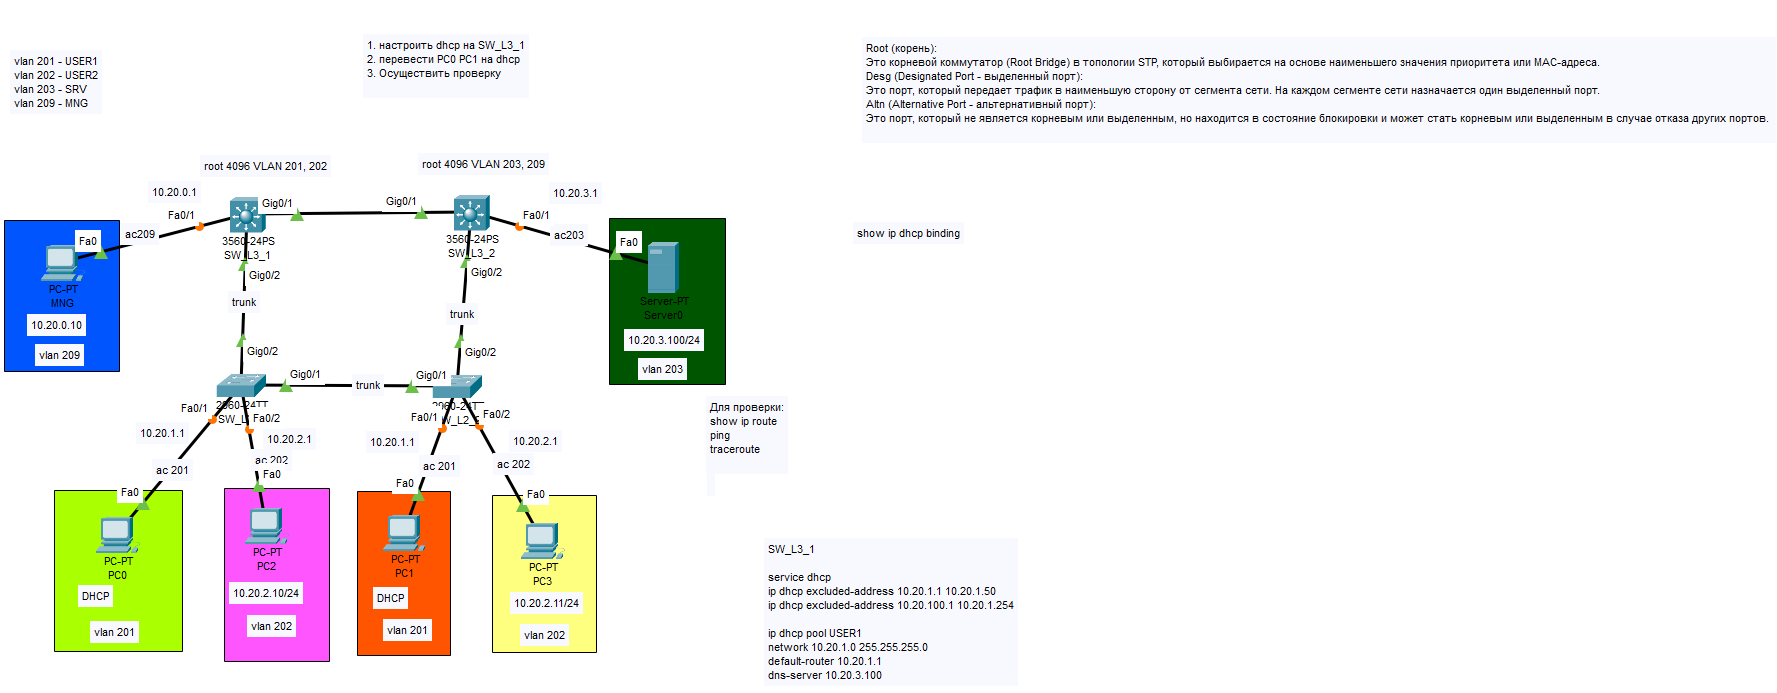 vlan 201 - USER1
vlan 202 - USER2
vlan 203 - SRV
vlan 209 - MNG
1. настроить dhcp на SW_L3_1
2. перевести PC0 PC1 на dhcp
3. Осуществить проверку
Root (корень):
Это корневой коммутатор (Root Bridge) в топологии STP, который выбирается на основе наименьшего значения приоритета или MAC-адреса.
Desg (Designated Port - выделенный порт):
Это порт, который передает трафик в наименьшую сторону от сегмента сети. На каждом сегменте сети назначается один выделенный порт.
Altn (Alternative Port - альтернативный порт):
Это порт, который не является корневым или выделенным, но находится в состояние блокировки и может стать корневым или выделенным в случае отказа других портов.
root 4096 VLAN 201, 202
root 4096 VLAN 203, 209
10.20.0.1
Fa0/1
Gig0/1
Gig0/1
10.20.3.1
Fa0/1
ac209
Fa0
3560-24PS
SW_L3_1
3560-24PS
SW_L3_2
ac203
Fa0
show ip dhcp binding
Gig0/2
Gig0/2
PC-PT
MNG
10.20.0.10
vlan 209
trunk
trunk
Server-PT
Server0
10.20.3.100/24
vlan 203
Gig0/2
Gig0/2
Gig0/1
trunk
Gig0/1
2960-24TT
2960-24TT
Fa0/1
Fa0/2
Fa0/1
Fa0/2
10.20.1.1
10.20.2.1
10.20.1.1
10.20.2.1
ac 201
ac 202
ac 201
ac 202
Fa0
Fa0
Fa0
Fa0
Для проверки:
show ip route
ping
traceroute
PC-PT
PC0
DHCP
vlan 201
PC-PT
PC2
10.20.2.10/24
vlan 202
PC-PT
PC1
DHCP
vlan 201
PC-PT
PC3
10.20.2.11/24
vlan 202
SW_L3_1
service dhcp
ip dhcp excluded-address 10.20.1.1 10.20.1.50
ip dhcp excluded-address 10.20.100.1 10.20.1.254
ip dhcp pool USER1
network 10.20.1.0 255.255.255.0
default-router 10.20.1.1
dns-server 10.20.3.100